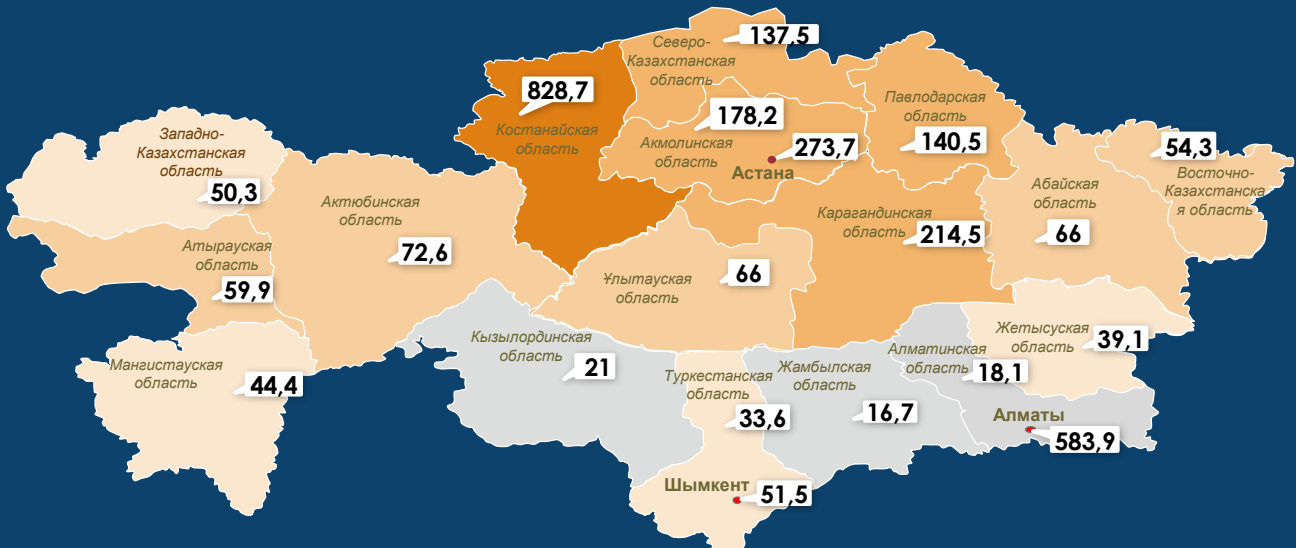 Северо-
Казахстанская
область
137,5
828,7
Костанайская
область
178,2
Акмолинская
область
273,7
Астана
Павлодарская
область
140,5
54,3
Восточно-
Казахстанска
я область
Западно-
Казахстанская
область
50,3
Актюбинская
область
72,6
Абайская
область
66
Карагандинская
область
214,5
Атырауская
область
59,9
Ұлытауская
область
66
Мангистауская
область
44,4
Кызылординская
область
21
Туркестанская
область
33,6
Жамбылская
область
16,7
Алматинская
область
18,1
Жетысуская
область
39,1
Алматы
583,9
Шымкент
51,5